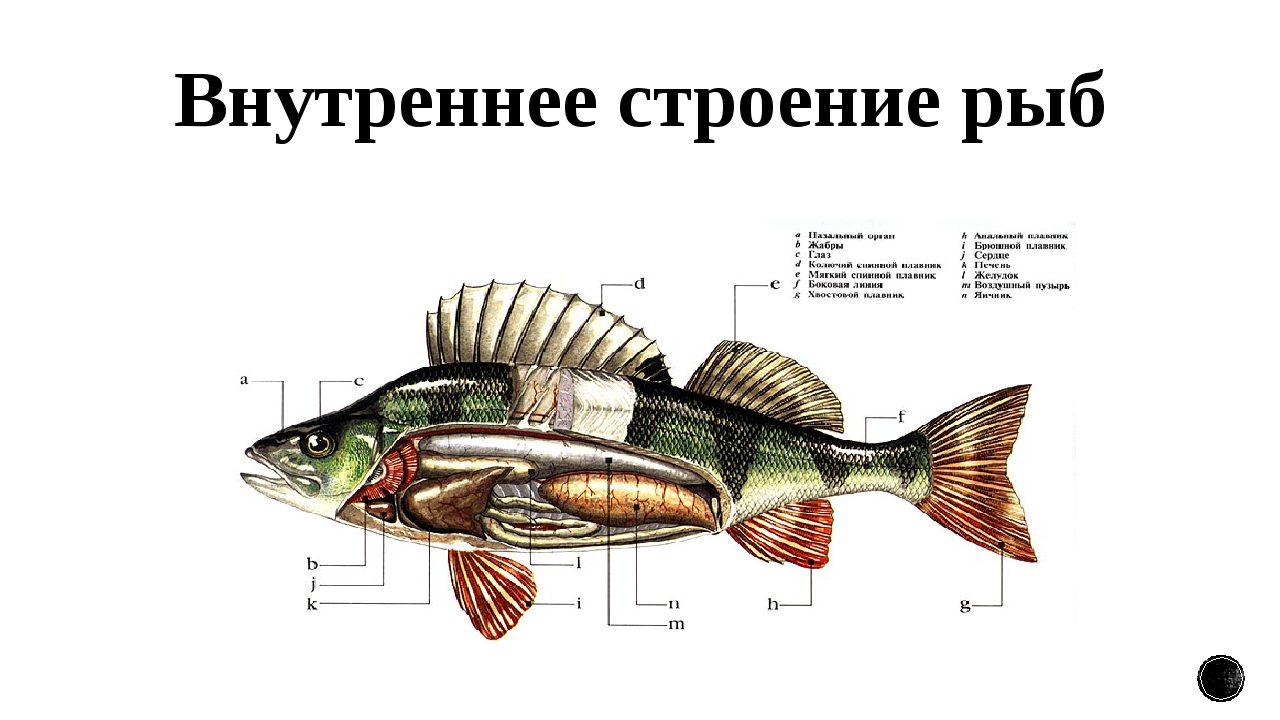 Внутреннее строение рыб
a Назальный орган
b Жабры
c Глаз
d Колючий спинной плавник
e Мягкий спинной плавник
f Боковая линия
g Хвостовой плавник
h Анальный плавник
i Брюшной плавник
j Сердце
k Печень
l Желудок
m Воздушный пузырь
n Яичник
d
e
a
c
f
b
j
k
l
i
n
m
h
g